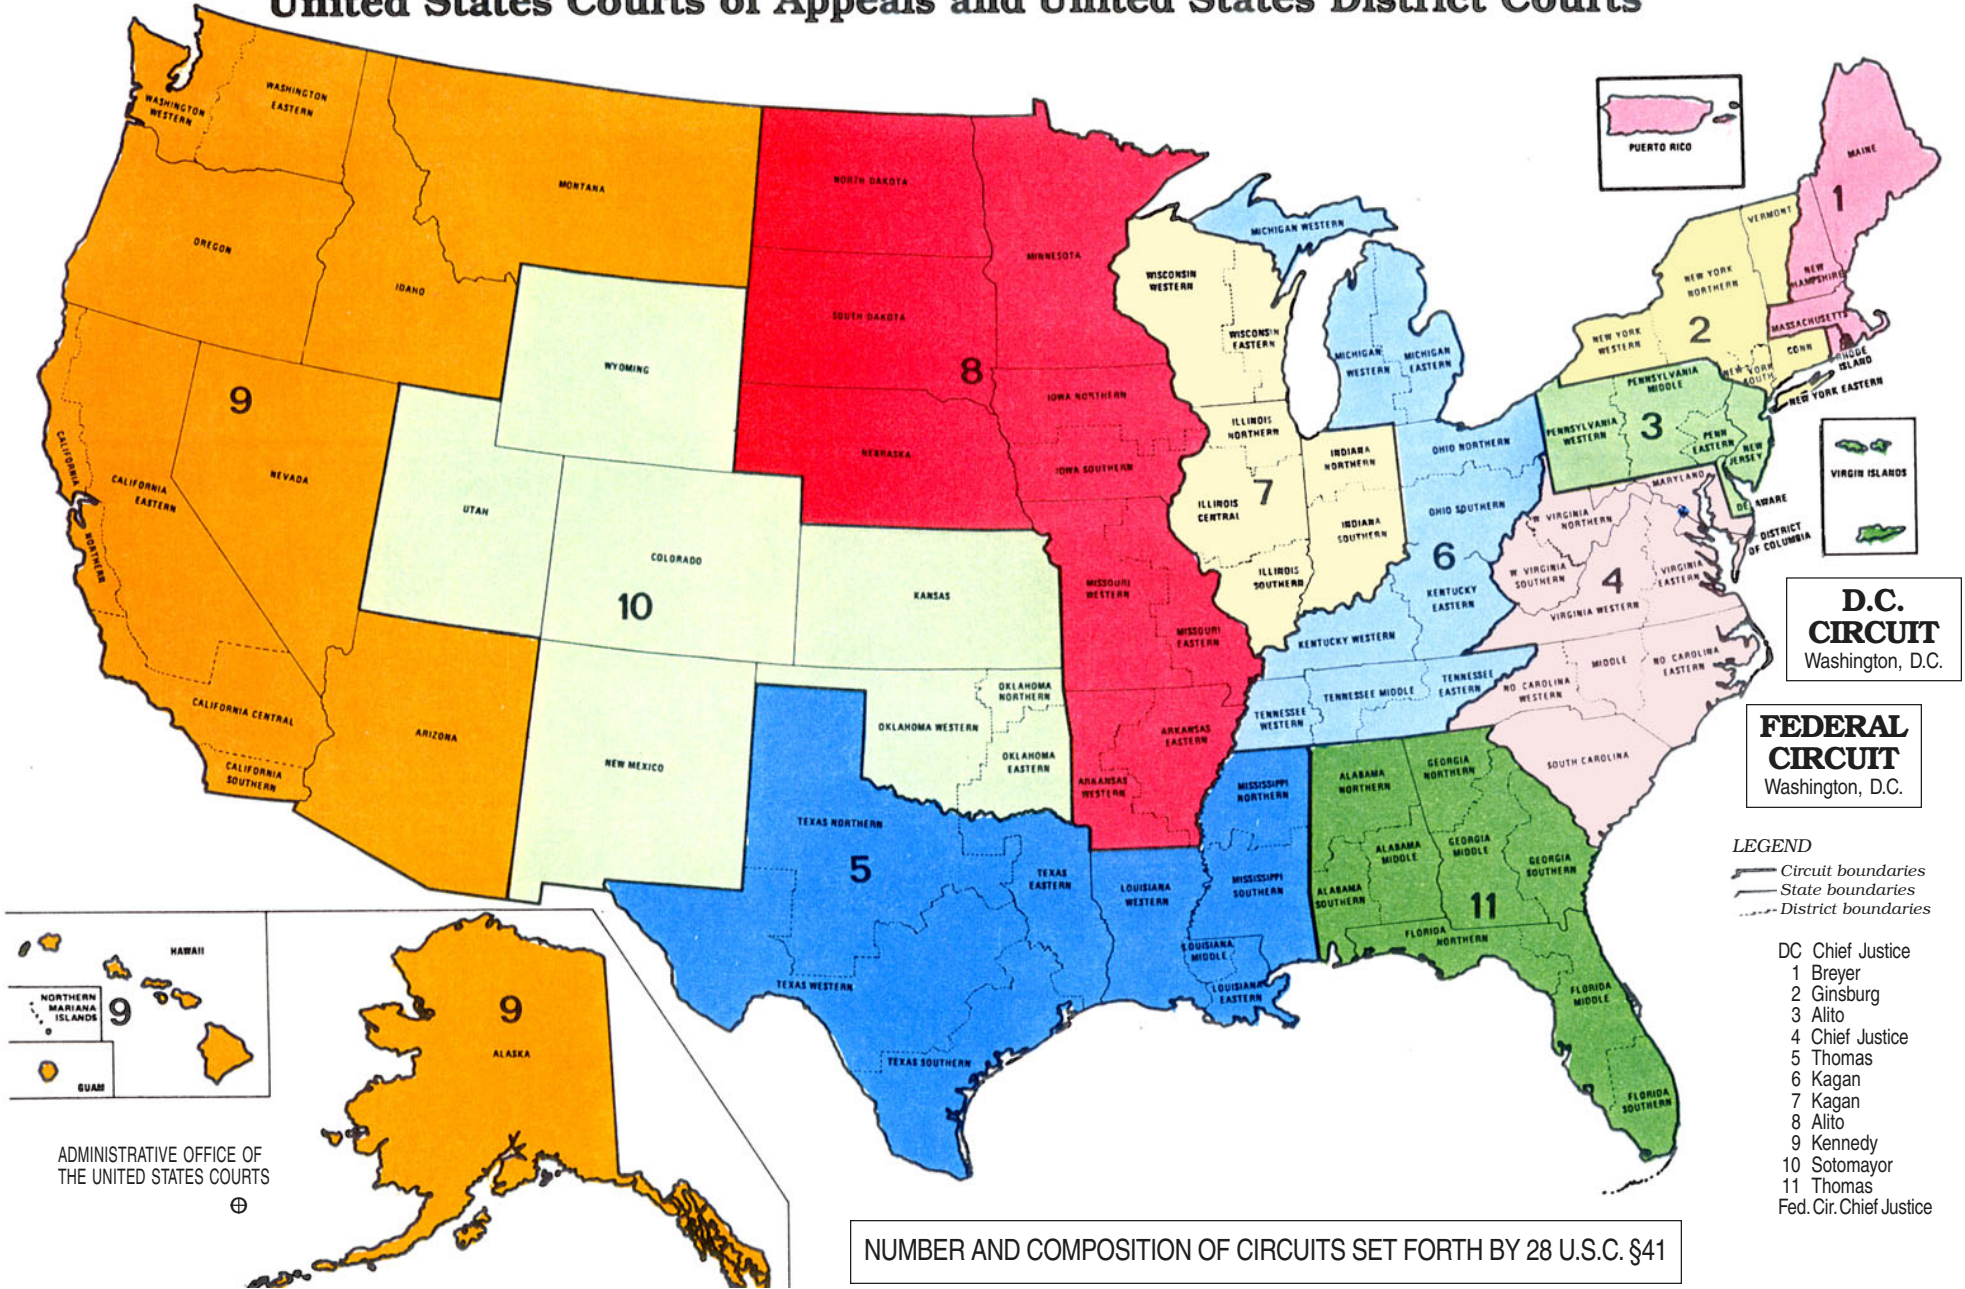 United States Courts of Appeals and United States District Courts
WASHINGTON
WESTERN
WASHINGTON
EASTERN
MONTANA
OREGON
IDAHO
9
CALIFORNIA
NORTHERN
CALIFORNIA
EASTERN
NEVADA
CALIFORNIA CENTRAL
CALIFORNIA
SOUTHERN
ARIZONA
WYOMING
UTAH
COLORADO
10
KANSAS
NEW MEXICO
OKLAHOMA WESTERN
OKLAHOMA
NORTHERN
OKLAHOMA
EASTERN
NORTH DAKOTA
MINNESOTA
SOUTH DAKOTA
8
NEBRASKA
IOWA NORTHERN
IOWA SOUTHERN
MISSOURI
WESTERN
MISSOURI
EASTERN
ARKANSAS
WESTERN
ARKANSAS
EASTERN
TEXAS NORTHERN
5
TEXAS
EASTERN
TEXAS WESTERN
TEXAS SOUTHERN
LOUISIANA
WESTERN
LOUISIANA
MIDDLE
LOUISIANA
EASTERN
MISSISSIPPI
NORTHERN
MISSISSIPPI
SOUTHERN
WISCONSIN
WESTERN
WISCONSIN
EASTERN
ILLINOIS
NORTHERN
ILLINOIS
CENTRAL
7
ILLINOIS
SOUTHERN
INDIANA
NORTHERN
INDIANA
SOUTHERN
MICHIGAN WESTERN
MICHIGAN
WESTERN
MICHIGAN
EASTERN
OHIO NORTHERN
OHIO SOUTHERN
6
KENTUCKY
EASTERN
KENTUCKY WESTERN
TENNESSEE
WESTERN
TENNESSEE MIDDLE
TENNESSEE
EASTERN
ALABAMA
NORTHERN
ALABAMA
MIDDLE
ALABAMA
SOUTHERN
GEORGIA
NORTHERN
GEORGIA
MIDDLE
GEORGIA
SOUTHERN
11
FLORIDA
NORTHERN
FLORIDA
MIDDLE
FLORIDA
SOUTHERN
W VIRGINIA
NORTHERN
W VIRGINIA
SOUTHERN
4
VIRGINIA
EASTERN
VIRGINIA WESTERN
MARYLAND
NO CAROLINA
WESTERN
MIDDLE
NO CAROLINA
EASTERN
SOUTH CAROLINA
PENNSYLVANIA
WESTERN
PENNSYLVANIA
MIDDLE
3
PENN
EASTERN
NEW
JERSEY
DELAWARE
DISTRICT
OF COLUMBIA
NEW YORK
WESTERN
NEW YORK
NORTHERN
2
NEW YORK
SOUTH
NEW YORK EASTERN
VERMONT
CONN
MAINE
1
NEW
HAMPSHIRE
MASSACHUSETTS
RHODE
ISLAND
PUERTO RICO
VIRGIN ISLANDS
D.C.
CIRCUIT
Washington, D.C.
FEDERAL
CIRCUIT
Washington, D.C.
LEGEND
Circuit boundaries
State boundaries
District boundaries
DC Chief Justice
1 Breyer
2 Ginsburg
3 Alito
4 Chief Justice
5 Thomas
6 Kagan
7 Kagan
8 Alito
9 Kennedy
10 Sotomayor
11 Thomas
Fed. Cir. Chief Justice
HAWAII
NORTHERN
MARIANA
ISLANDS
9
GUAM
9
ALASKA
ADMINISTRATIVE OFFICE OF
THE UNITED STATES COURTS
NUMBER AND COMPOSITION OF CIRCUITS SET FORTH BY 28 U.S.C. §41